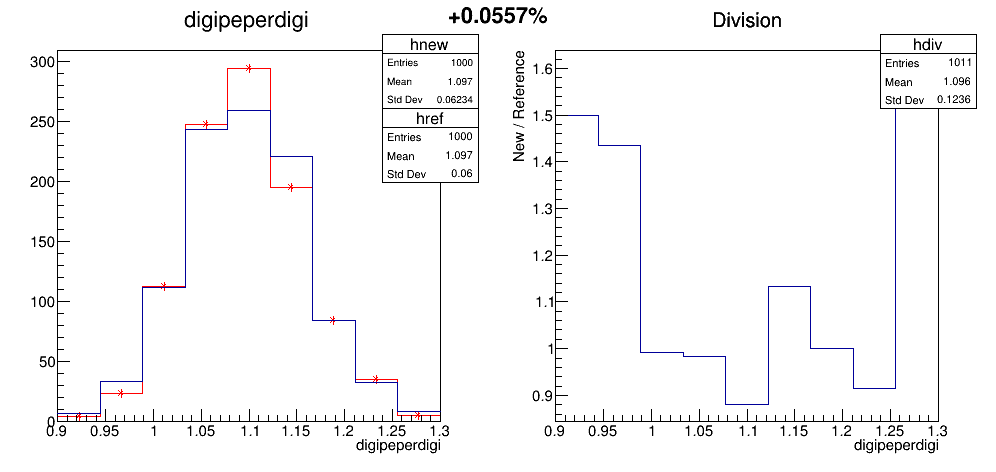 digipeperdigi
+0.0557%
Division
hnew
Entries 1000
Mean 1.097
Std Dev 0.06234
href
Entries 1000
Mean 1.097
Std Dev 0.06
300
250
200
150
100
50
0
0.9 0.95 1 1.05 1.1 1.15 1.2 1.25 1.3
digipeperdigi
hdiv
Entries 1011
Mean 1.096
Std Dev 0.1236
New / Reference
1.6
1.5
1.4
1.3
1.2
1.1
1
0.9
0.9 0.95 1 1.05 1.1 1.15 1.2 1.25 1.3
digipeperdigi